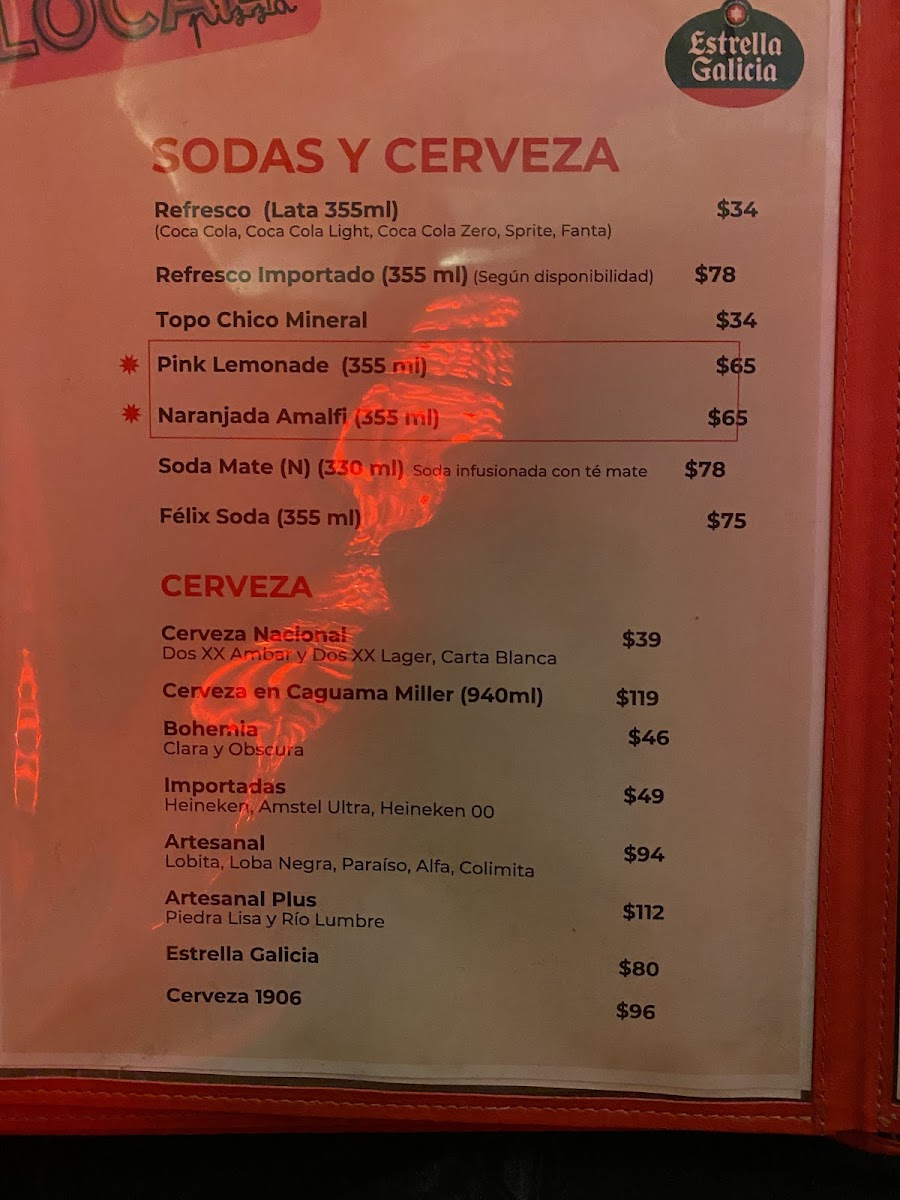 LOCAL
pizza
Estrella
Galicia
SODAS Y CERVEZA
Refresco (Lata 355ml) $34
(Coca Cola, Coca Cola Light, Coca Cola Zero, Sprite, Fanta)
Refresco Importado (355 ml) (Según disponibilidad) $78
Topo Chico Mineral $34
Pink Lemonade (355 ml) $65
Naranjada Amalfi (355 ml) $65
Soda Mate (N) (330 ml) Soda infusionada con té mate $78
Félix Soda (355 ml) $75
CERVEZA
Cerveza Nacional $39
Dos XX Ambar y Dos XX Lager, Carta Blanca
Cerveza en Caguama Miller (940ml) $119
Bohemia $46
Clara y Obscura
Importadas $49
Heineken, Amstel Ultra, Heineken 00
Artesanal $94
Lobita, Loba Negra, Paraíso, Alfa, Colimita
Artesanal Plus $112
Piedra Lisa y Río Lumbre
Estrella Galicia $80
Cerveza 1906 $96